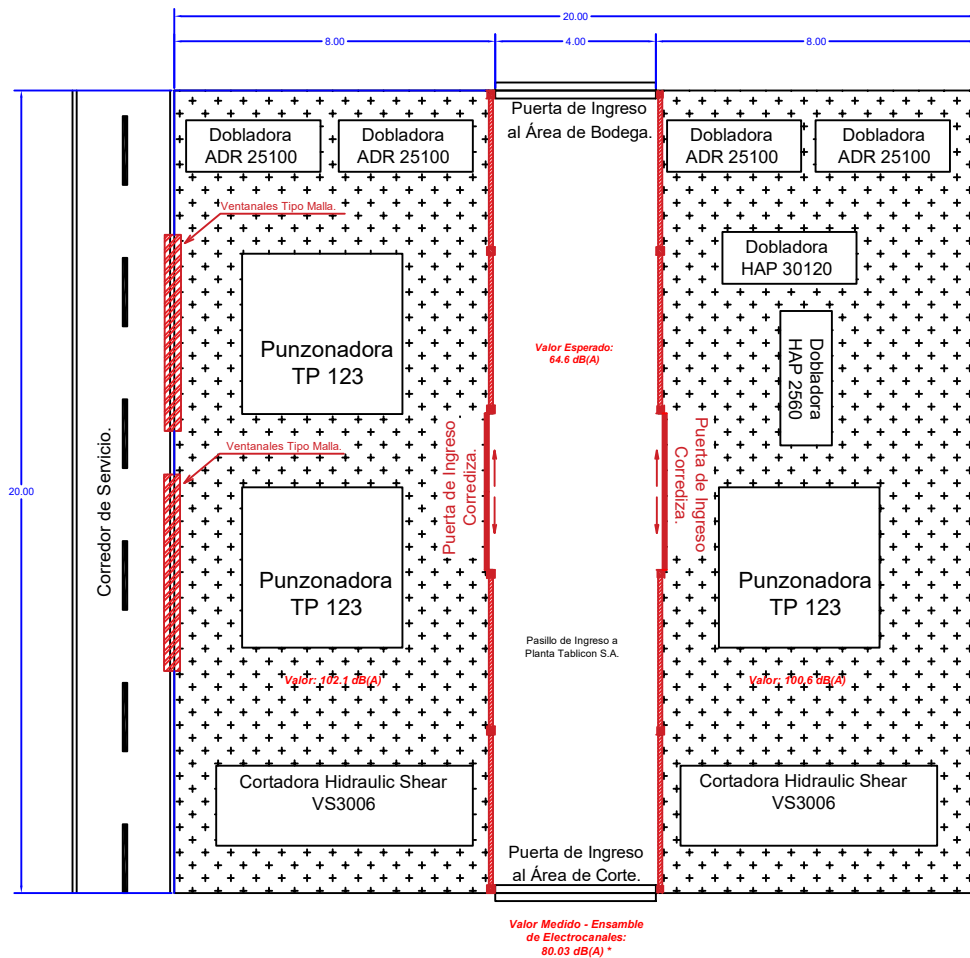 20.00
8.00
4.00
8.00
Puerta de Ingreso
al Área de Bodega.
Dobladora
ADR 25100
Dobladora
ADR 25100
Dobladora
ADR 25100
Dobladora
ADR 25100
Ventanales Tipo Malla.
Dobladora
HAP 30120
Punzonadora
TP 123
Valor Esperado:
64.6 dB(A)
Dobladora
HAP 2560
Ventanales Tipo Malla.
Puerta de Ingreso
Corrediza.
Puerta de Ingreso
Corrediza.
20.00
Corredor de Servicio.
Punzonadora
TP 123
Punzonadora
TP 123
Pasillo de Ingreso a
Planta Tablicon S.A.
Valor: 102.1 dB(A)
Valor: 100.6 dB(A)
Cortadora Hidraulic Shear
VS3006
Cortadora Hidraulic Shear
VS3006
Puerta de Ingreso
al Área de Corte.
Valor Medido - Ensamble
de Electrocanales:
80.03 dB(A) *